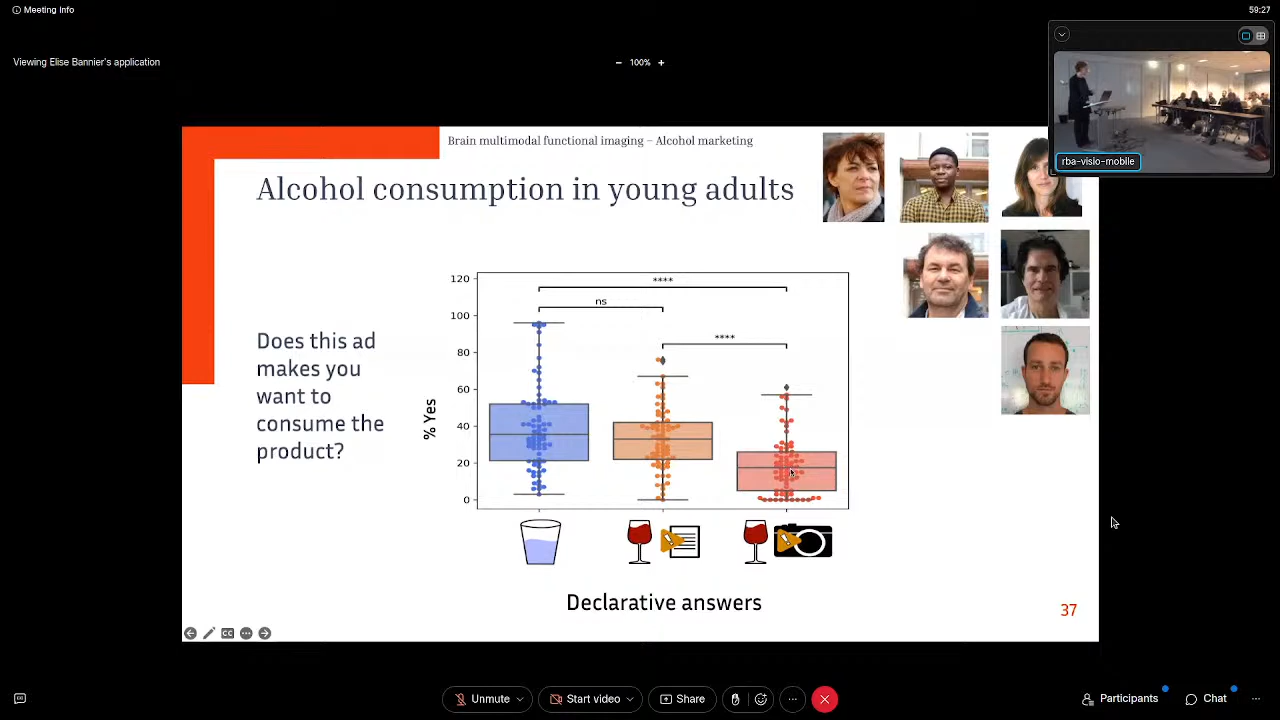 Meeting Info
59:27
Viewing Elise Bannier's application
− 100% +
rba-visio-mobile
Brain multimodal functional imaging – Alcohol marketing
Alcohol consumption in young adults
Does this ad
makes you
want to
consume the
product?
% Yes
120
100
80
60
40
20
0
****
ns
****
Declarative answers
37
CC
Unmute
Start video
Share
Participants
Chat